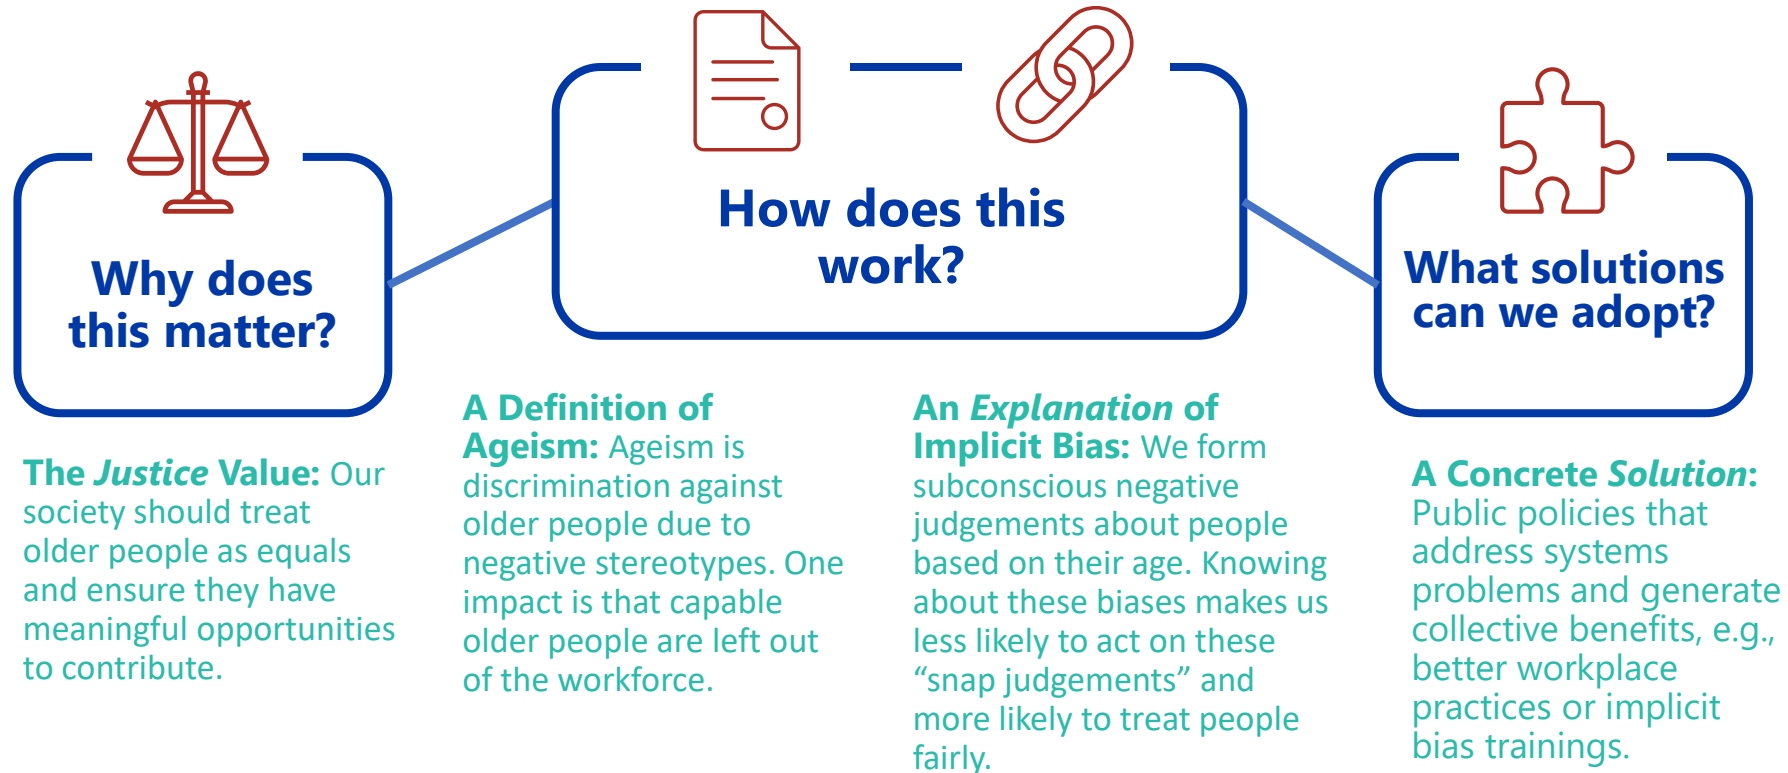 Why does
this matter?
How does this
work?
What solutions
can we adopt?
The Justice Value: Our
society should treat
older people as equals
and ensure they have
meaningful opportunities
to contribute.
A Definition of
Ageism: Ageism is
discrimination against
older people due to
negative stereotypes. One
impact is that capable
older people are left out
of the workforce.
An Explanation of
Implicit Bias: We form
subconscious negative
judgements about people
based on their age. Knowing
about these biases makes us
less likely to act on these
“snap judgements” and
more likely to treat people
fairly.
A Concrete Solution:
Public policies that
address systems
problems and generate
collective benefits, e.g.,
better workplace
practices or implicit
bias trainings.